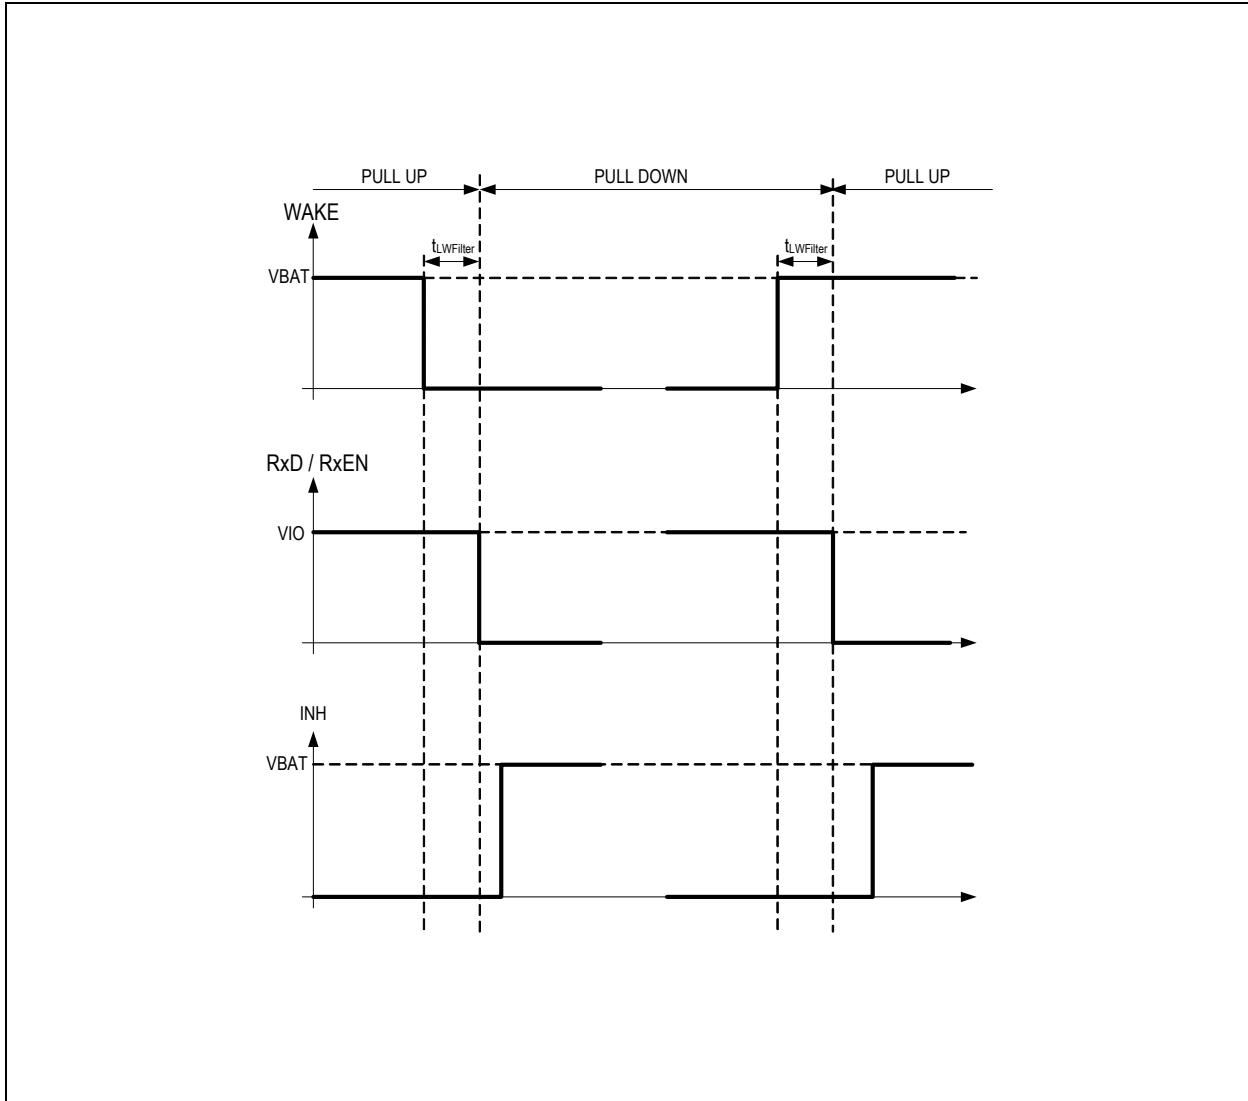 PULL UP PULL DOWN PULL UP
WAKE
tLWFilter tLWFilter
VBAT
RxD / RxEN
VIO
INH
VBAT